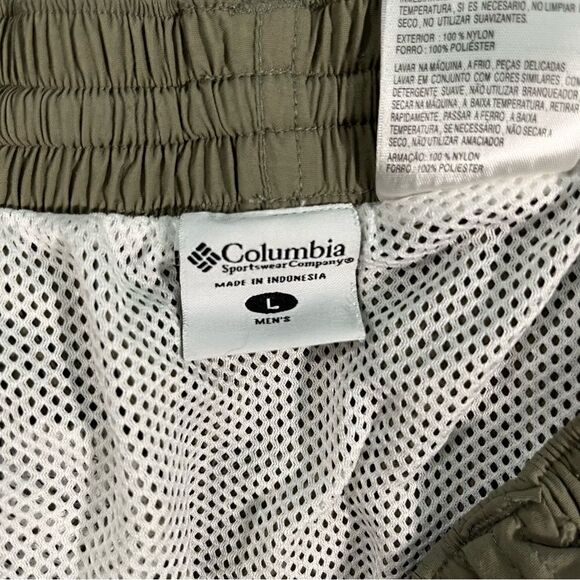 Columbia
Sportswear Company®
MADE IN INDONESIA
L
MEN'S
TEMPERATURA, SI ES NECESARIO, NO LIMPIAR
SECO, NO UTILIZAR SUAVIZANTES.
EXTERIOR : 100 % NYLON
FORRO : 100% POLIÉSTER
LAVAR NA MÁQUINA, A FRIO, PEÇAS DELICADAS
LAVAR EM CONJUNTO COM CORES SIMILARES, COM
DETERGENTE SUAVE, NÃO UTILIZAR BRANQUEADOR
SECAR NA MÁQUINA, A BAIXA TEMPERATURA, RETIRAR
RAPIDAMENTE, PASSAR A FERRO, A BAIXA
TEMPERATURA, SE NECESSÁRIO, NÃO SECAR A
SECO, NÃO UTILIZAR AMACIADOR
ARMAÇÃO: 100 % NYLON
FORRO : 100% POLIÉSTER